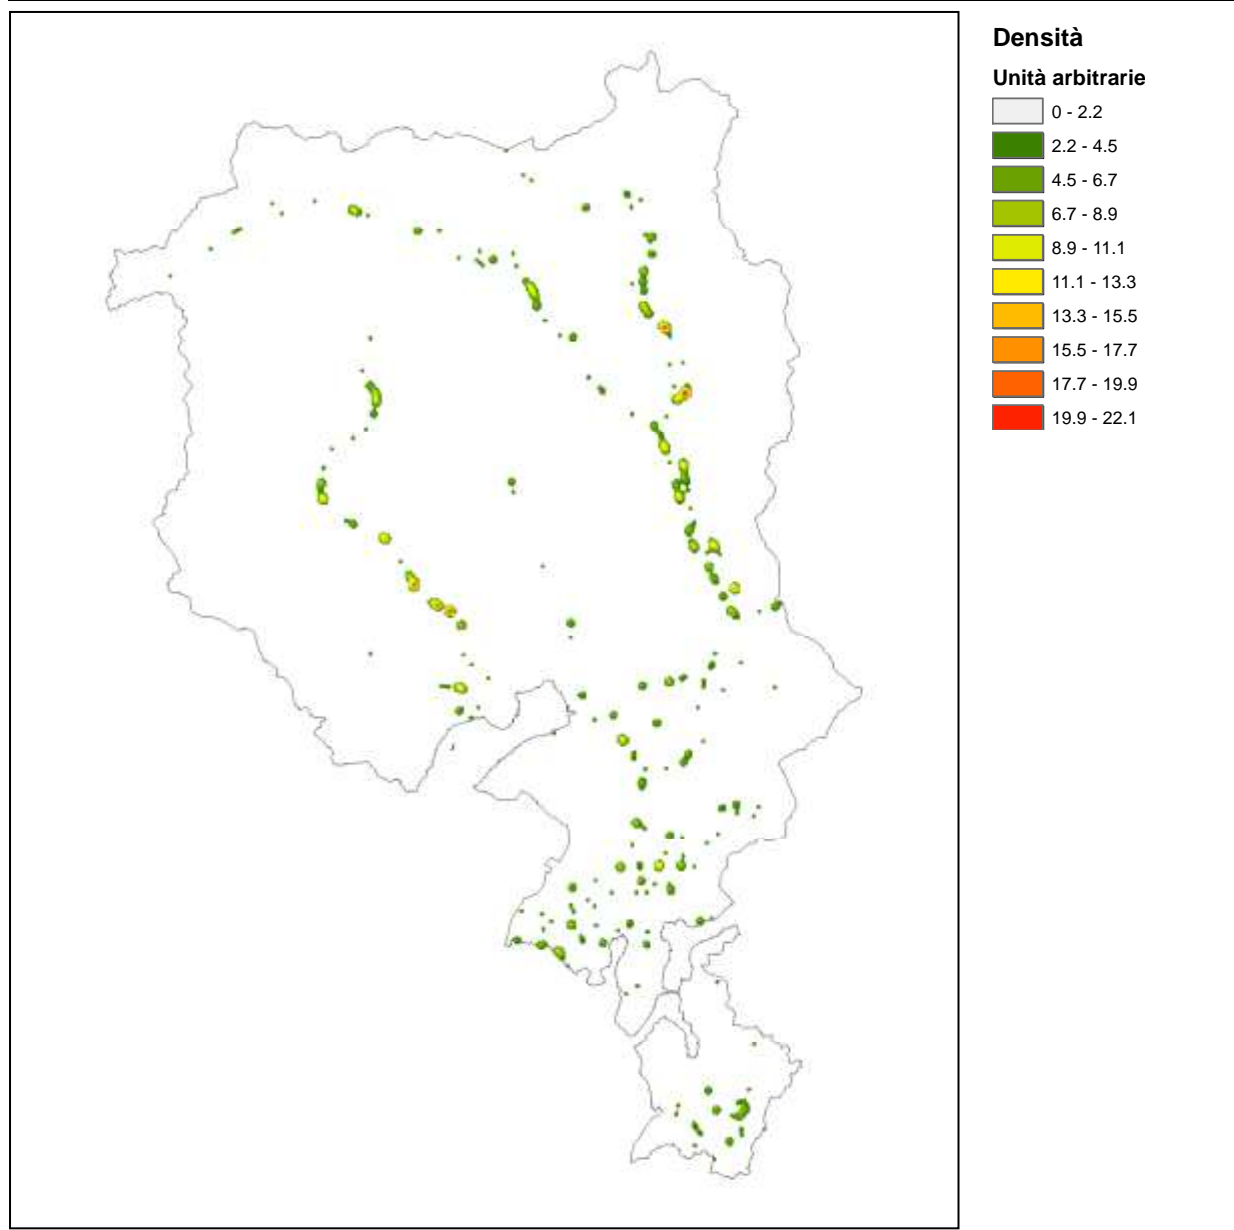 Densità
Unità arbitrarie
0 - 2.2
2.2 - 4.5
4.5 - 6.7
6.7 - 8.9
8.9 - 11.1
11.1 - 13.3
13.3 - 15.5
15.5 - 17.7
17.7 - 19.9
19.9 - 22.1